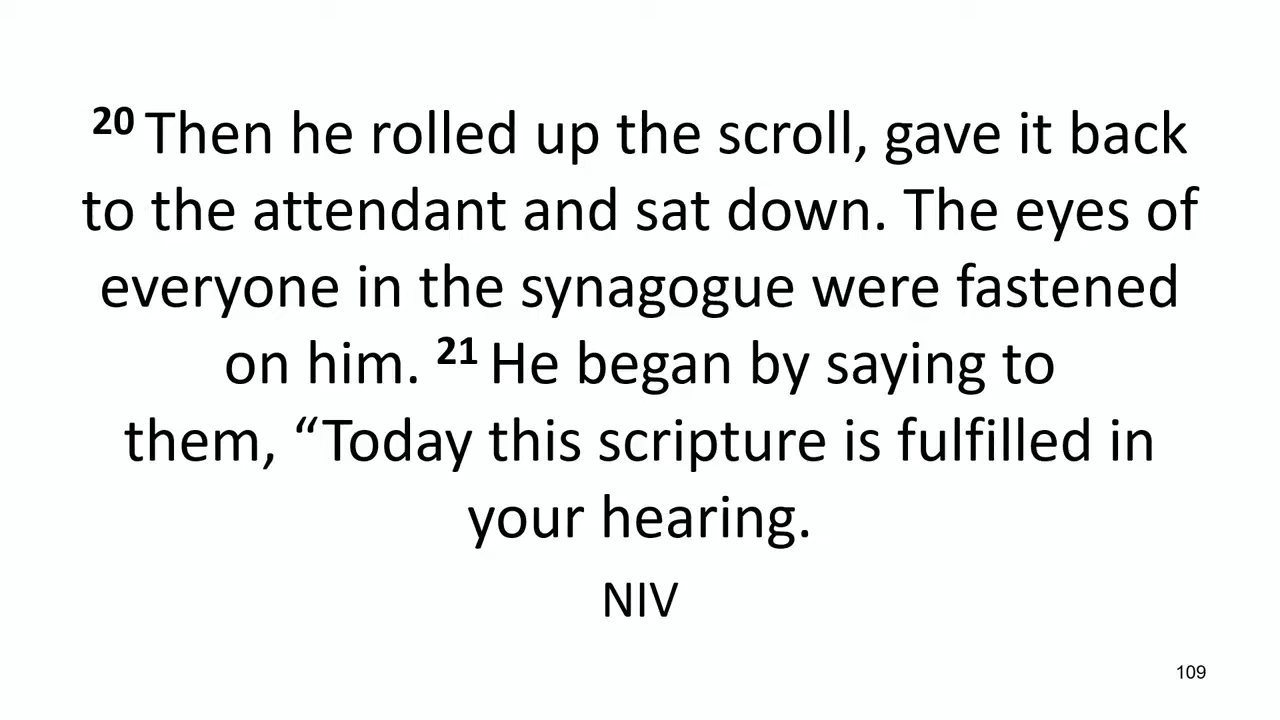 20 Then he rolled up the scroll, gave it back
to the attendant and sat down. The eyes of
everyone in the synagogue were fastened
on him. 21 He began by saying to
them, “Today this scripture is fulfilled in
your hearing.
NIV
109